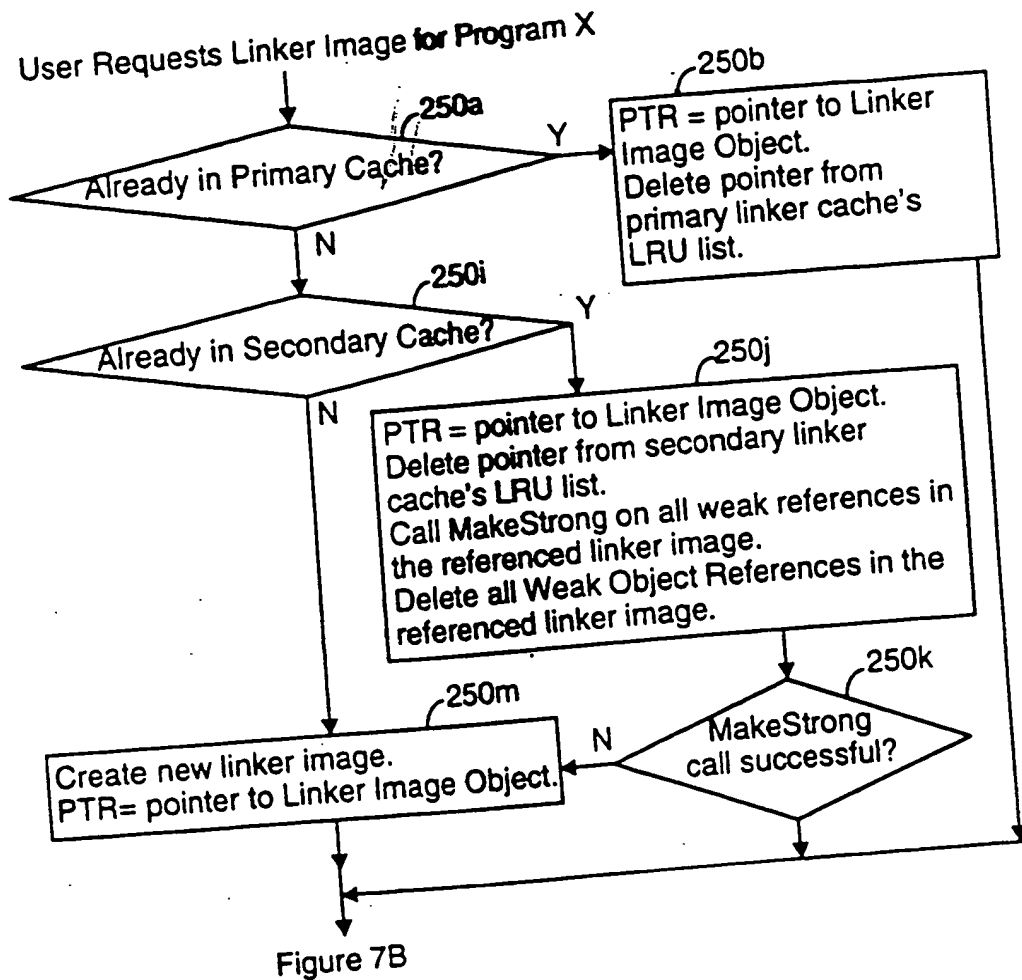 User Requests Linker Image for Program X
250a
Already in Primary Cache?
Y
N
250b
PTR = pointer to Linker
Image Object.
Delete pointer from
primary linker cache's
LRU list.
250i
Already in Secondary Cache?
Y
N
250j
PTR = pointer to Linker Image Object.
Delete pointer from secondary linker
cache's LRU list.
Call MakeStrong on all weak references in
the referenced linker image.
Delete all Weak Object References in the
referenced linker image.
250k
MakeStrong
call successful?
N
250m
Create new linker image.
PTR= pointer to Linker Image Object.
Figure 7B